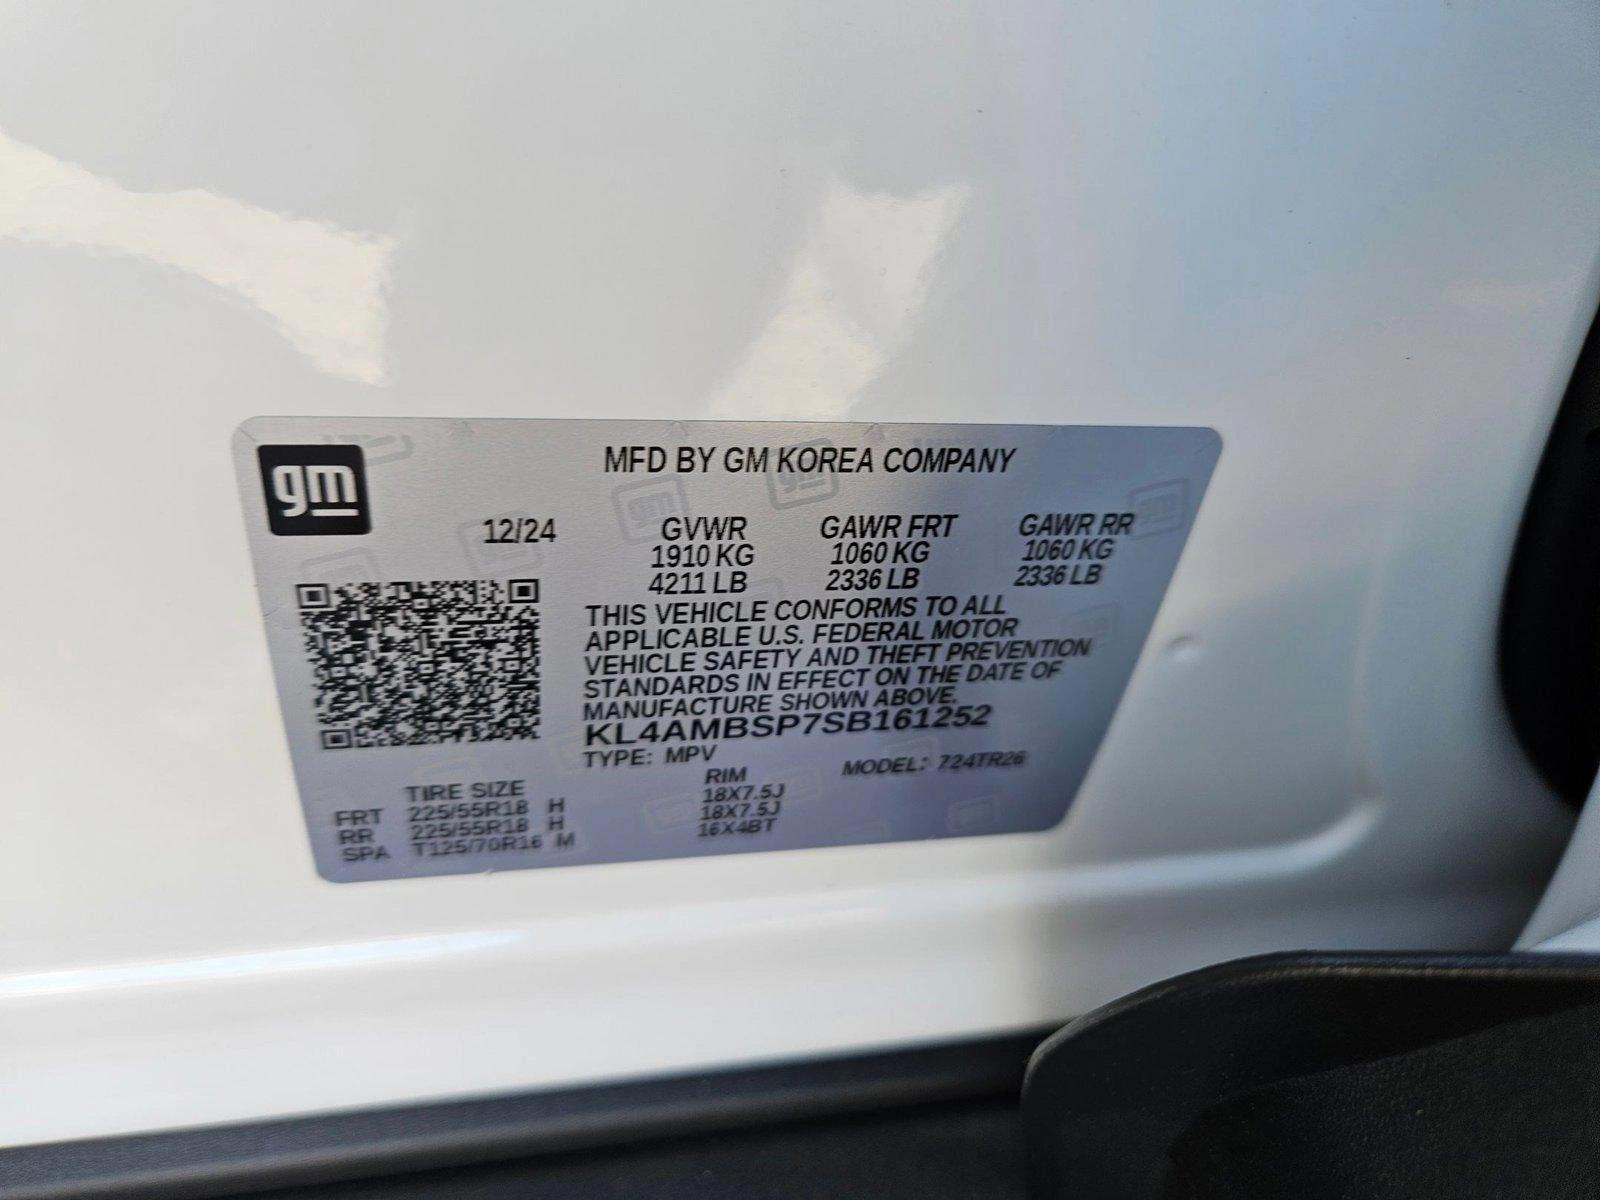 gm
MFD BY GM KOREA COMPANY
12/24 GVWR GAWR FRT GAWR RR
1910 KG 1060 KG 1060 KG
4211 LB 2336 LB 2336 LB
THIS VEHICLE CONFORMS TO ALL
APPLICABLE U.S. FEDERAL MOTOR
VEHICLE SAFETY AND THEFT PREVENTION
STANDARDS IN EFFECT ON THE DATE OF
MANUFACTURE SHOWN ABOVE.
KL4AMBSP7SB161252
TYPE: MPV MODEL: 724TR26
TIRE SIZE RIM
FRT 225/55R18 H 18X7.5J
RR 225/55R18 H 18X7.5J
SPA T125/70R16 M 16X4BT